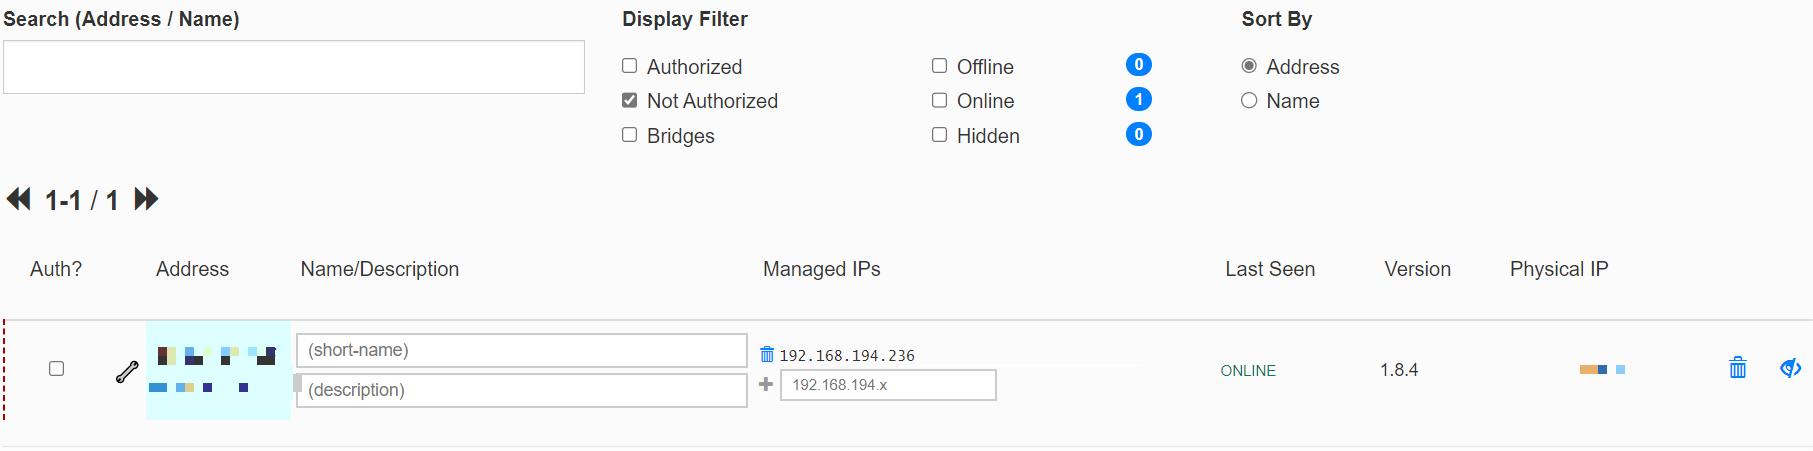 Search (Address / Name)
Display Filter
Sort By
Authorized
Offline
0
Address
Not Authorized
Online
1
Name
Bridges
Hidden
0
1-1 / 1
Auth?
Address
Name/Description
Managed IPs
Last Seen
Version
Physical IP
(short-name)
192.168.194.236
(description)
192.168.194.x
ONLINE
1.8.4